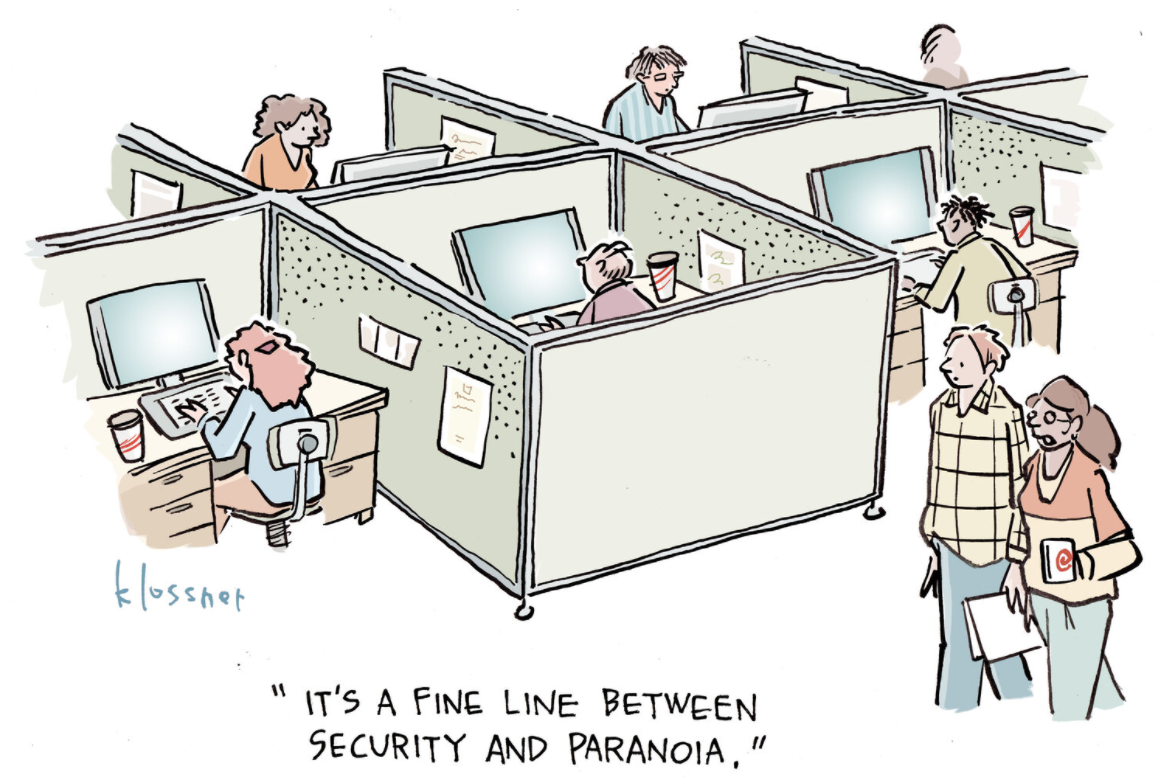 klossner
" IT'S A FINE LINE BETWEEN
SECURITY AND PARANOIA."